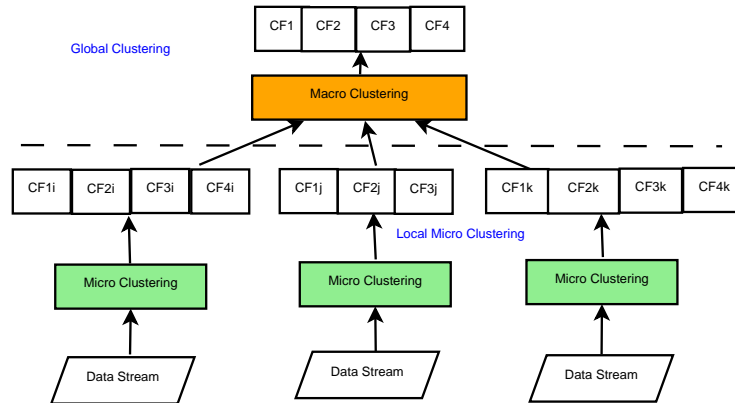 CF1 CF2 CF3 CF4
Global Clustering
Macro Clustering
CF1i CF2i CF3i CF4i CF1j CF2j CF3j CF1k CF2k CF3k CF4k
Local Micro Clustering
Micro Clustering Micro Clustering Micro Clustering
Data Stream Data Stream Data Stream